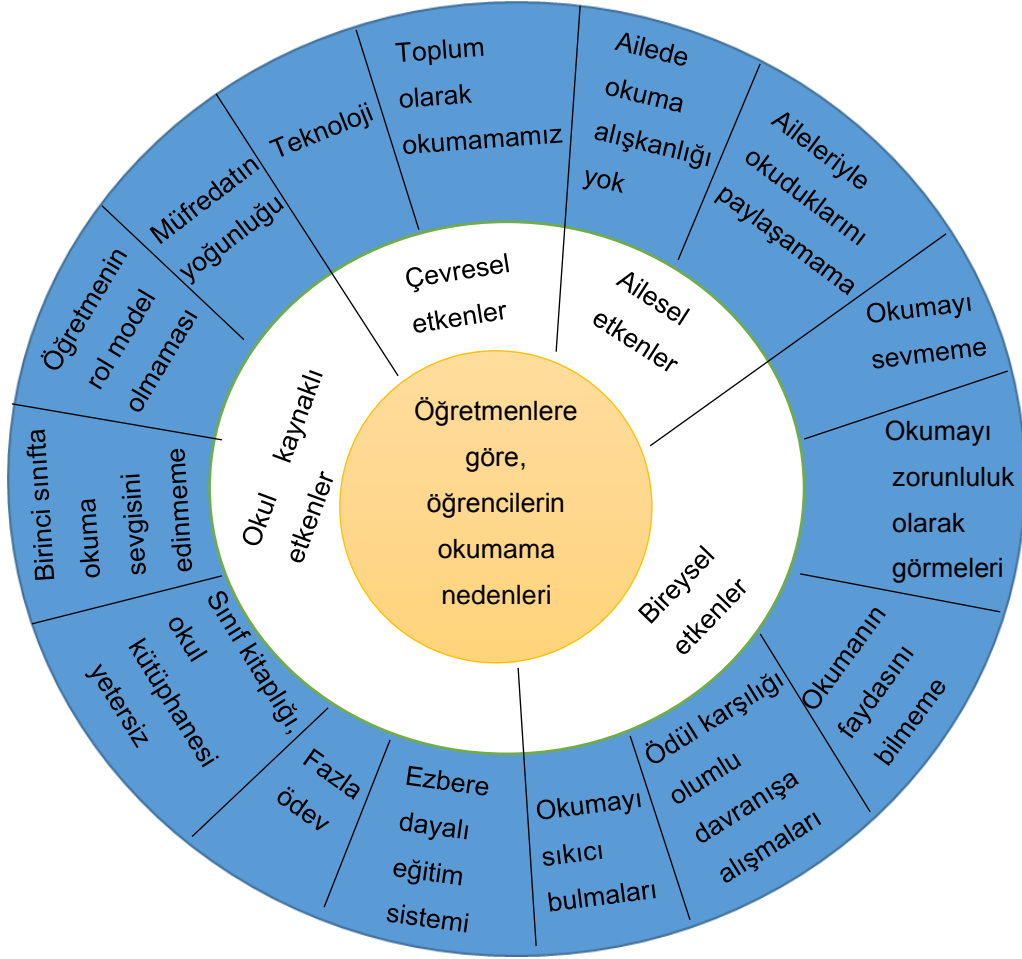 Öğretmenlere
göre,
öğrencilerin
okumama
nedenleri
Çevresel
etkenler
Ailesel
etkenler
Bireysel
etkenler
Okul kaynaklı
etkenler
Teknoloji
Toplum
olarak
okumamamız
Ailede
okuma
alışkanlığı
yok
Aileleriyle
okuduklarını
paylaşamama
Okumayı
sevmeme
Okumayı
zorunluluk
olarak
görmeleri
Okumanın
faydasını
bilmeme
Ödül karşılığı
olumlu
davranışa
alışmaları
Okumayı
sıkıcı
bulmaları
Ezbere
dayalı
eğitim
sistemi
Fazla
ödev
Sınıf kitaplığı,
okul
kütüphanesi
yetersiz
Birinci sınıfta
okuma
sevgisini
edinmeme
Öğretmenin
rol model
olmaması
Müfredatın
yoğunluğu